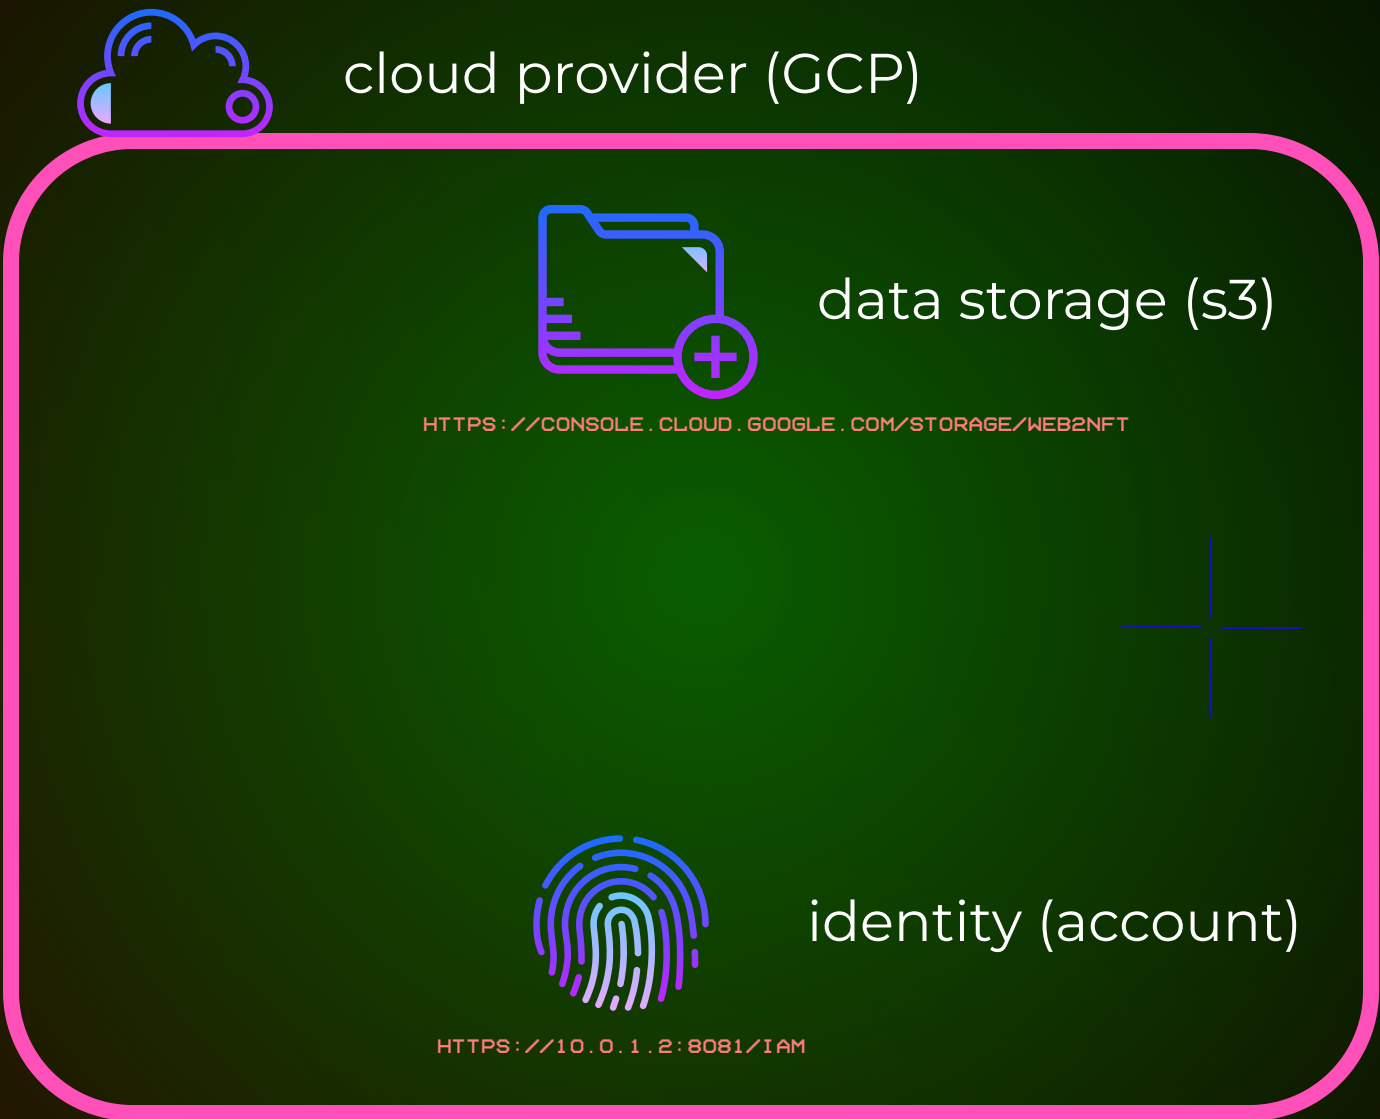 cloud provider (GCP)
data storage (s3)
HTTPS://CONSOLE.CLOUD.GOOGLE.COM/STORAGE/WEB2NFT
identity (account)
HTTPS://10.0.1.2:8081/IAM